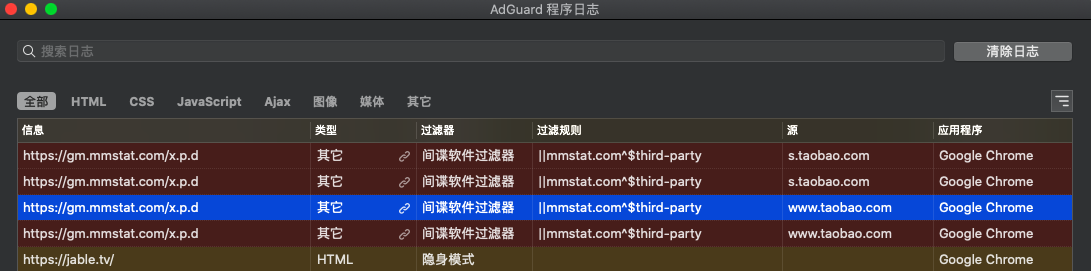 AdGuard 程序日志
搜索日志 清除日志
全部 HTML CSS JavaScript Ajax 图像 媒体 其它
信息 类型 过滤器 过滤规则 源 应用程序
https://gm.mmstat.com/x.p.d 其它 间谍软件过滤器 ||mmstat.com^$third-party s.taobao.com Google Chrome
https://gm.mmstat.com/x.p.d 其它 间谍软件过滤器 ||mmstat.com^$third-party s.taobao.com Google Chrome
https://gm.mmstat.com/x.p.d 其它 间谍软件过滤器 ||mmstat.com^$third-party www.taobao.com Google Chrome
https://gm.mmstat.com/x.p.d 其它 间谍软件过滤器 ||mmstat.com^$third-party www.taobao.com Google Chrome
https://jable.tv/ HTML 隐身模式 Google Chrome